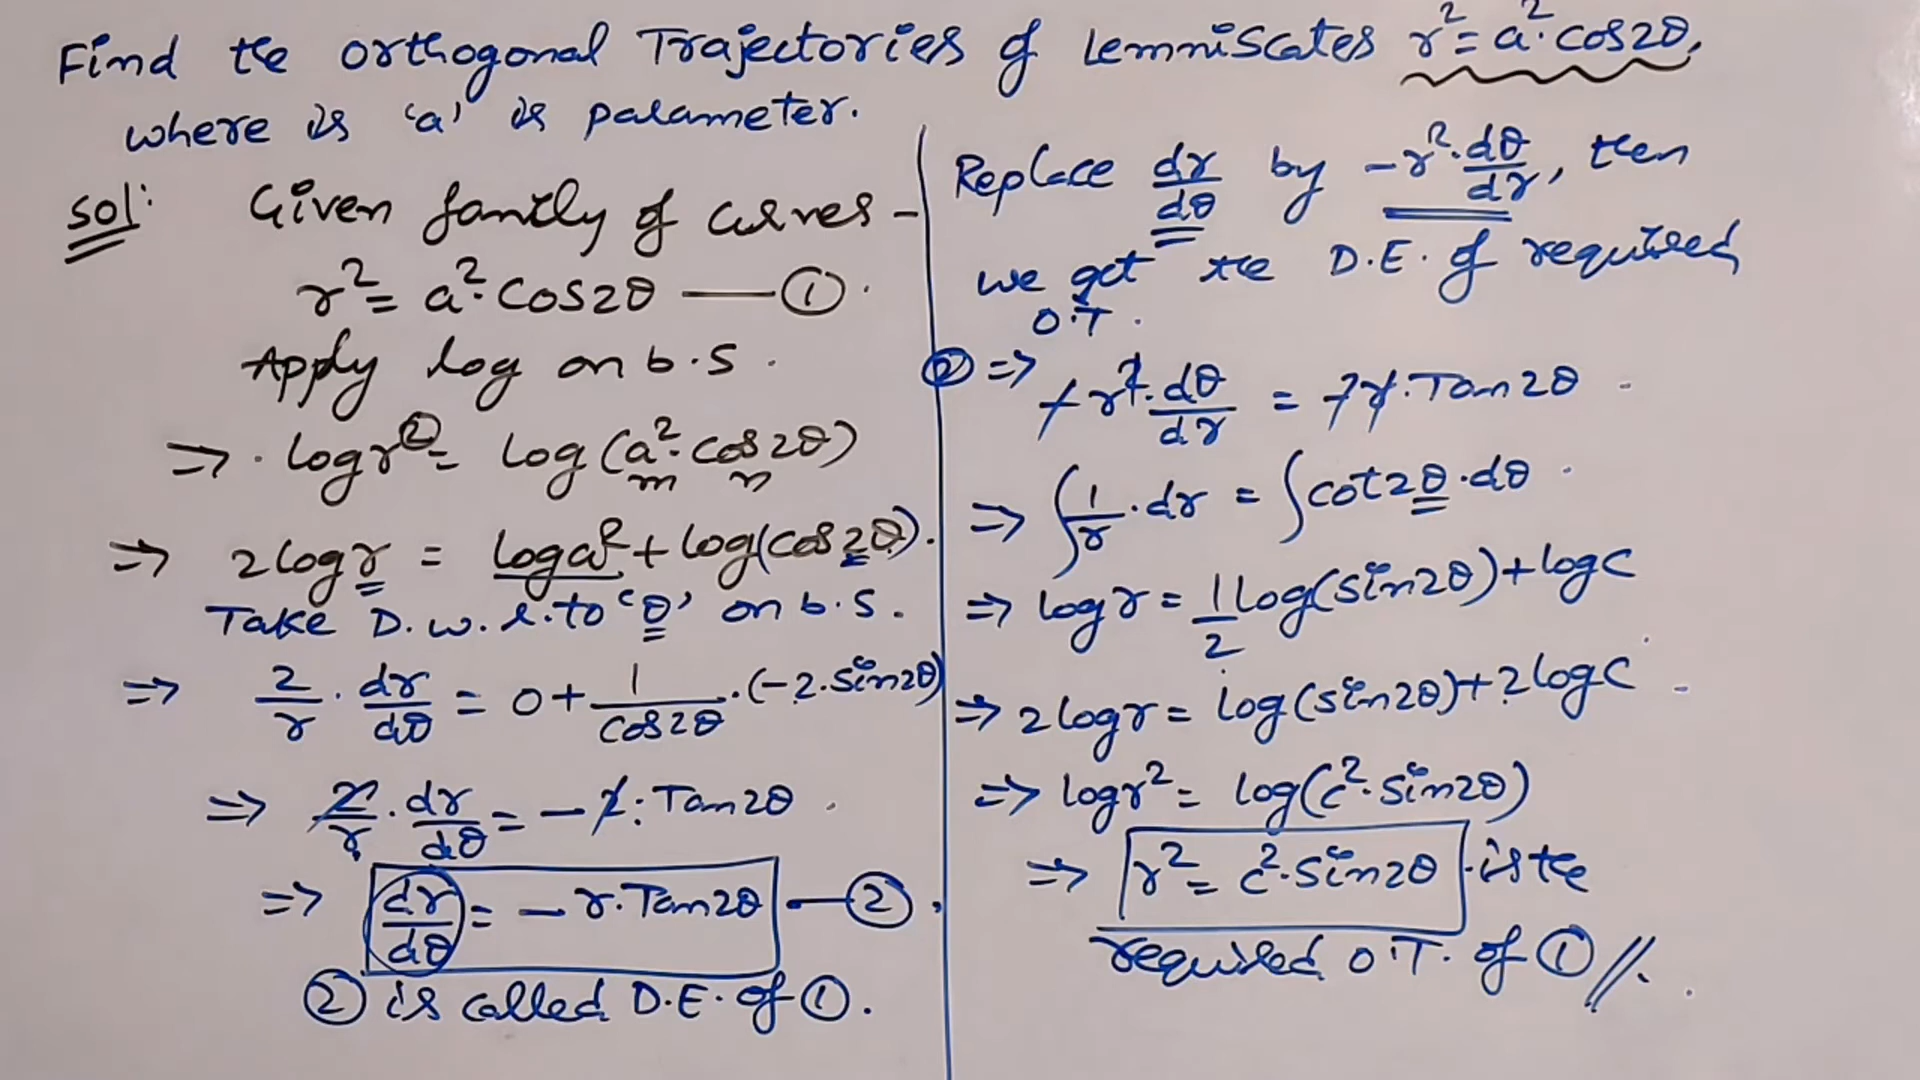 Find the orthogonal Trajectories of Lemniscates r² = a²·cos2θ,
where is 'a' is parameter.
Sol: Given family of curves -
r² = a²·cos2θ — ①.
Apply log on b.s.
⇒ · log r² = log (a²·cos2θ)
m n
⇒ 2 log r = log a² + log(cos2θ).
Take D.w.r.to 'θ' on b.s.
⇒ 2/r · dr/dθ = 0 + 1/cos2θ · (-2·sin2θ)
⇒ 2/r · dr/dθ = -2·Tan2θ.
⇒ dr/dθ = -r·Tan2θ — ②.
② is called D.E. of ①.
Replace dr/dθ by -r²·dθ/dr, then
we get the D.E. of required
O.T.
② ⇒ -r²·dθ/dr = -r·Tan2θ.
⇒ ∫ 1/r · dr = ∫ cot2θ·dθ.
⇒ log r = 1/2 log(sin2θ) + log c
⇒ 2 log r = log(sin2θ) + 2 log c.
⇒ log r² = log(c²·sin2θ)
⇒ r² = c²·sin2θ is the
required O.T. of ① //.